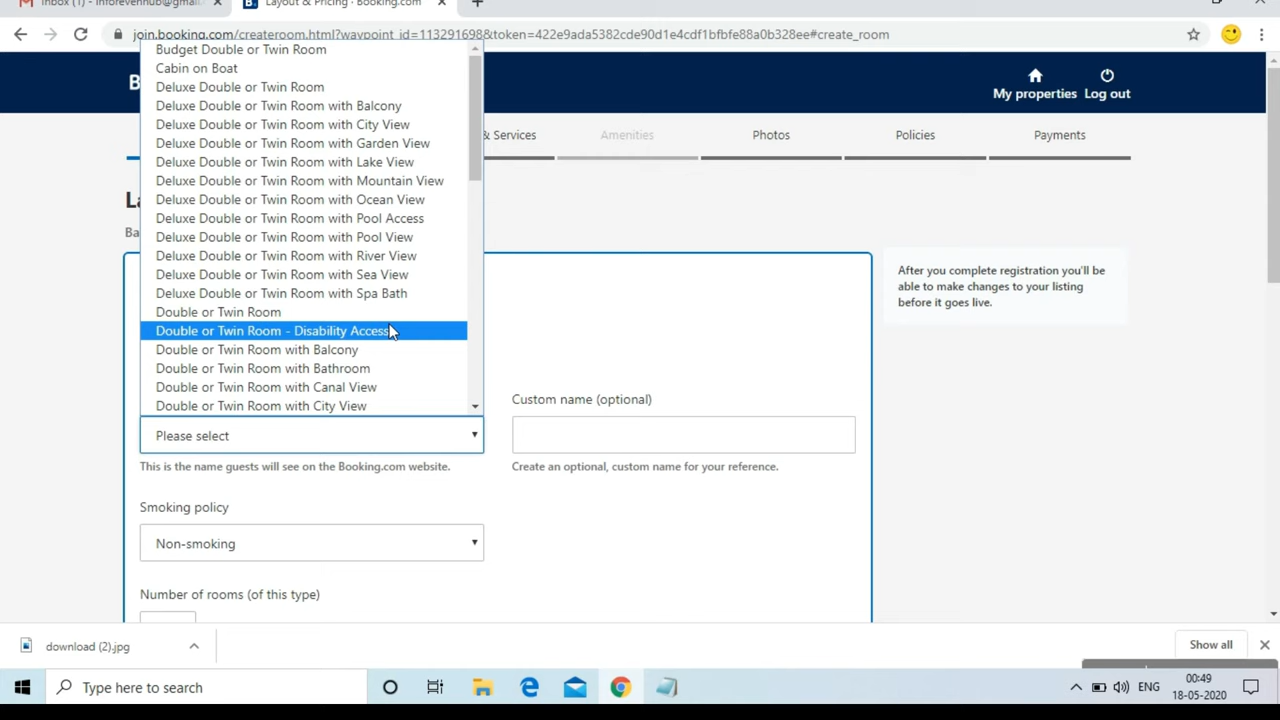 Inbox (1) - inforevenhub@gmail.
Layout & Pricing · Booking.com
join.booking.com/createroom.html?waypoint_id=113291698&token=422e9ada5382cde90d1e4cdf1bfbfe88a0b328ee#create_room
B
My properties
Log out
& Services
Amenities
Photos
Policies
Payments
Budget Double or Twin Room
Cabin on Boat
Deluxe Double or Twin Room
Deluxe Double or Twin Room with Balcony
Deluxe Double or Twin Room with City View
Deluxe Double or Twin Room with Garden View
Deluxe Double or Twin Room with Lake View
Deluxe Double or Twin Room with Mountain View
Deluxe Double or Twin Room with Ocean View
Deluxe Double or Twin Room with Pool Access
Deluxe Double or Twin Room with Pool View
Deluxe Double or Twin Room with River View
Deluxe Double or Twin Room with Sea View
Deluxe Double or Twin Room with Spa Bath
Double or Twin Room
Double or Twin Room - Disability Access
Double or Twin Room with Balcony
Double or Twin Room with Bathroom
Double or Twin Room with Canal View
Double or Twin Room with City View
After you complete registration you'll be
able to make changes to your listing
before it goes live.
Please select
This is the name guests will see on the Booking.com website.
Custom name (optional)
Create an optional, custom name for your reference.
Smoking policy
Non-smoking
Number of rooms (of this type)
download (2).jpg
Show all
Type here to search
ENG
00:49
18-05-2020